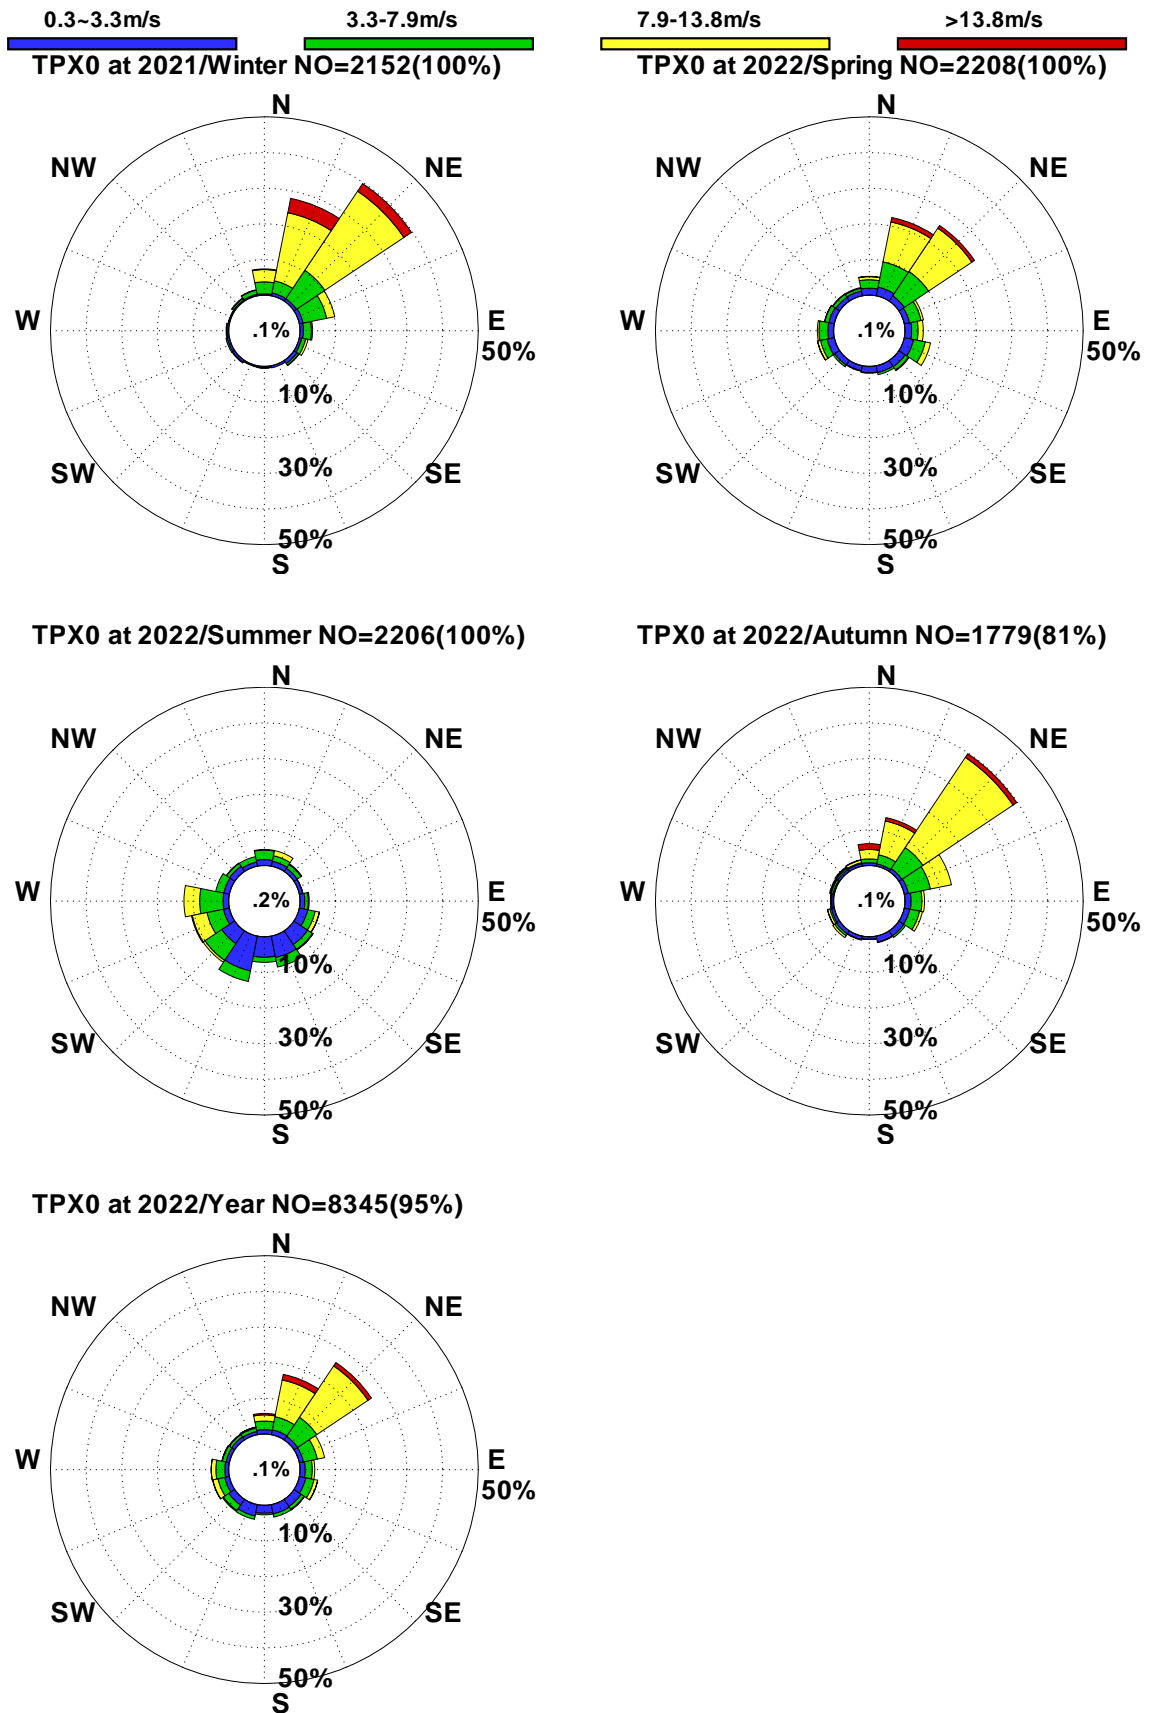 0.3~3.3m/s 3.3-7.9m/s 7.9-13.8m/s >13.8m/s
TPX0 at 2021/Winter NO=2152(100%)
N
NW NE
W .1% E
50%
10%
30%
SW SE
50%
S
TPX0 at 2022/Spring NO=2208(100%)
N
NW NE
W .1% E
50%
10%
30%
SW SE
50%
S
TPX0 at 2022/Summer NO=2206(100%)
N
NW NE
W .2% E
50%
10%
30%
SW SE
50%
S
TPX0 at 2022/Autumn NO=1779(81%)
N
NW NE
W .1% E
50%
10%
30%
SW SE
50%
S
TPX0 at 2022/Year NO=8345(95%)
N
NW NE
W .1% E
50%
10%
30%
SW SE
50%
S